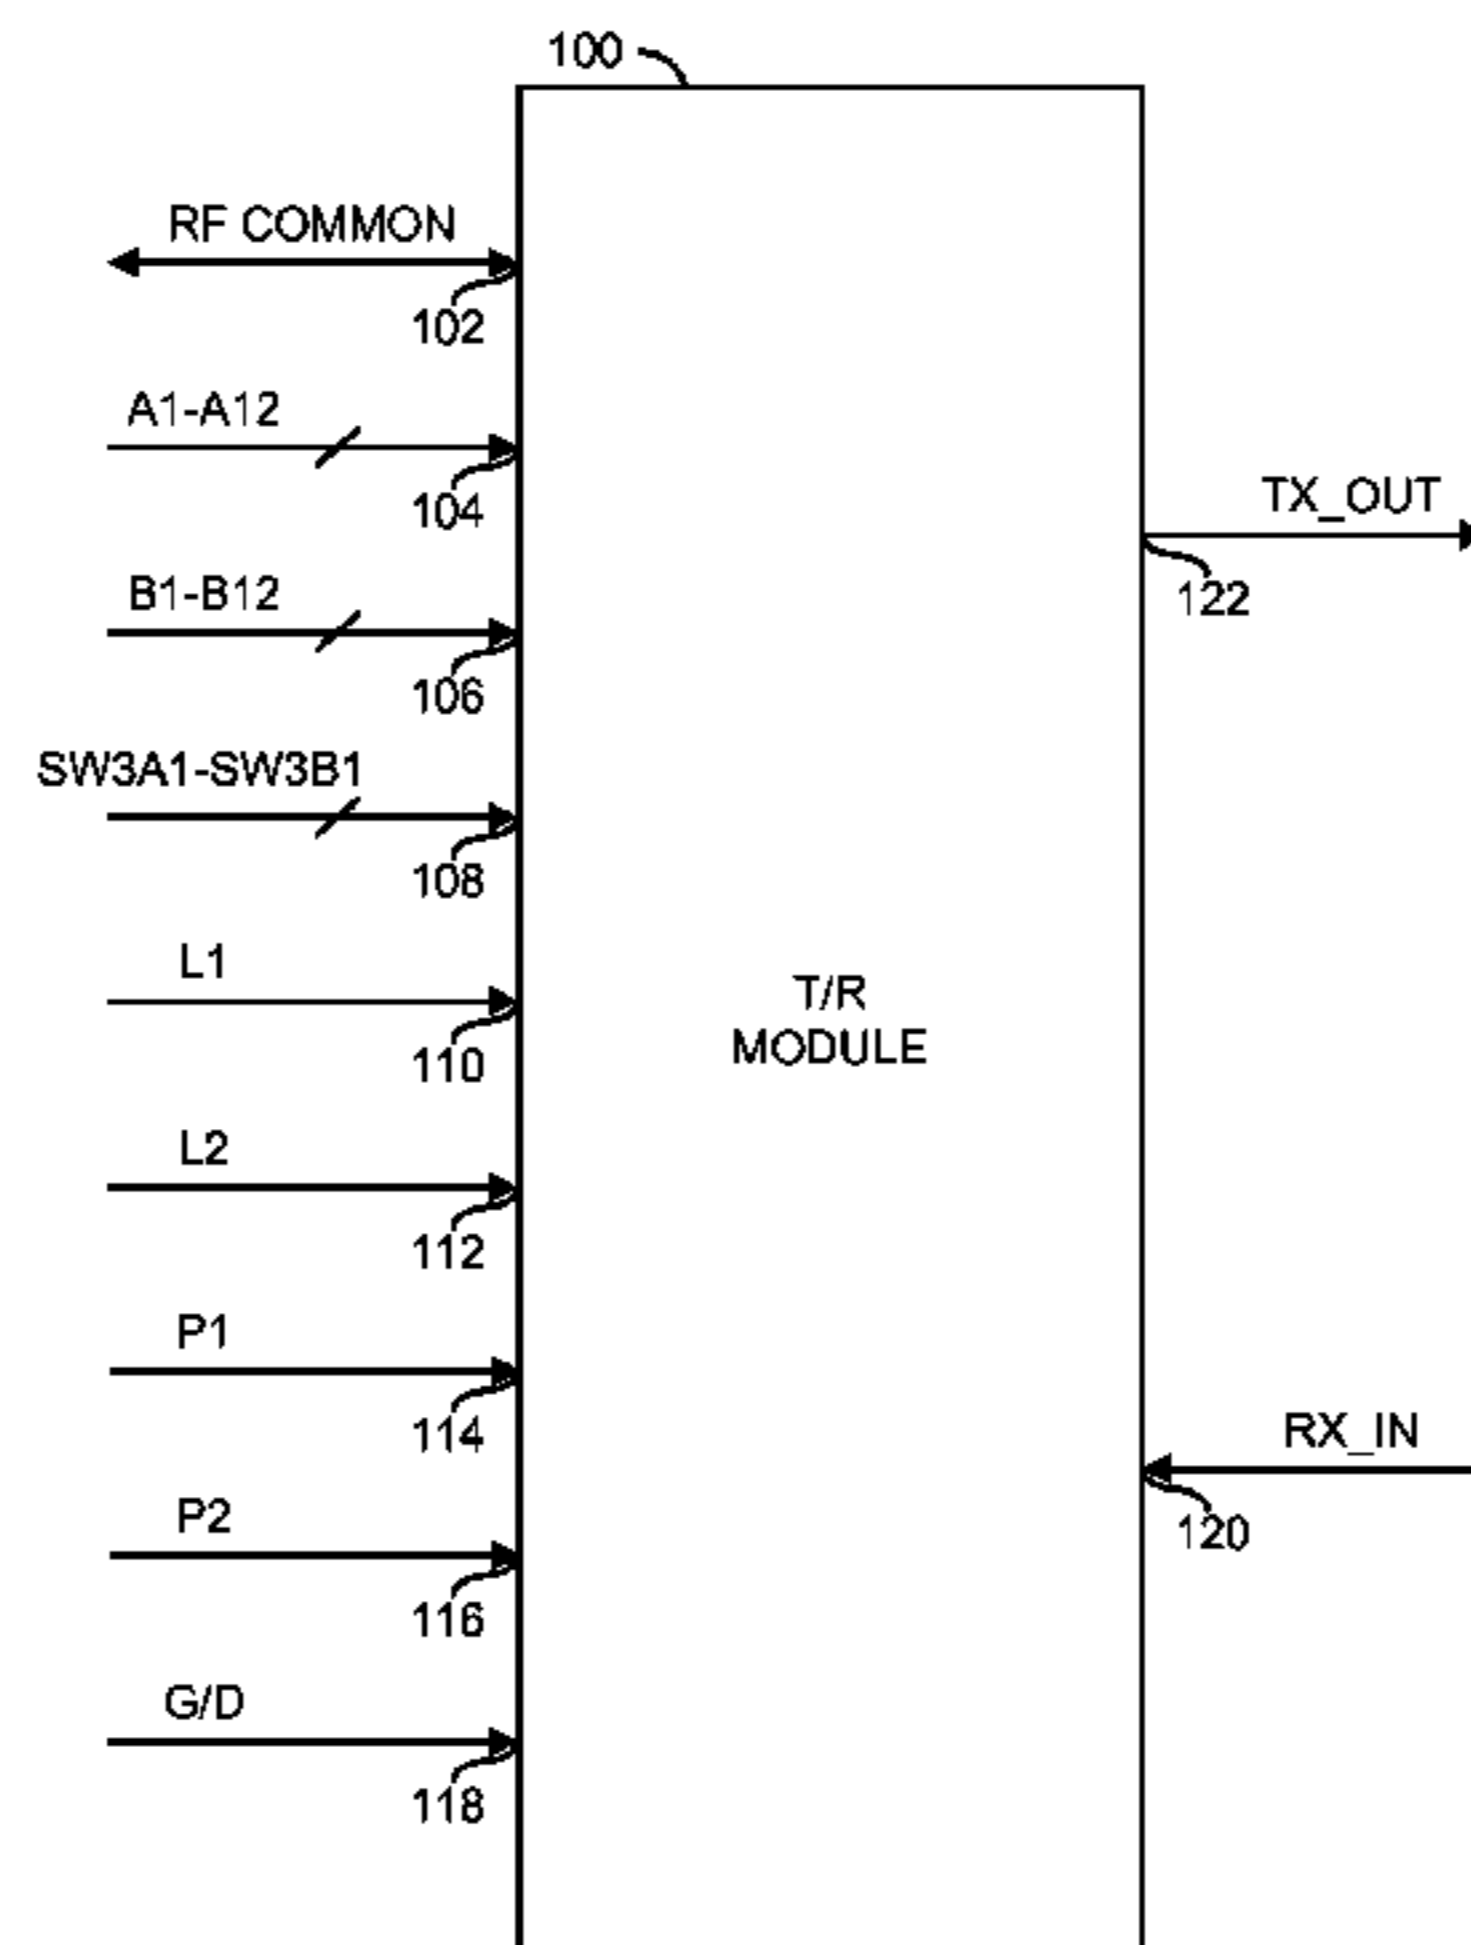 100
RF COMMON
102
A1-A12
104
B1-B12
106
SW3A1-SW3B1
108
L1
110
L2
112
P1
114
P2
116
G/D
118
T/R
MODULE
TX_OUT
122
RX_IN
120